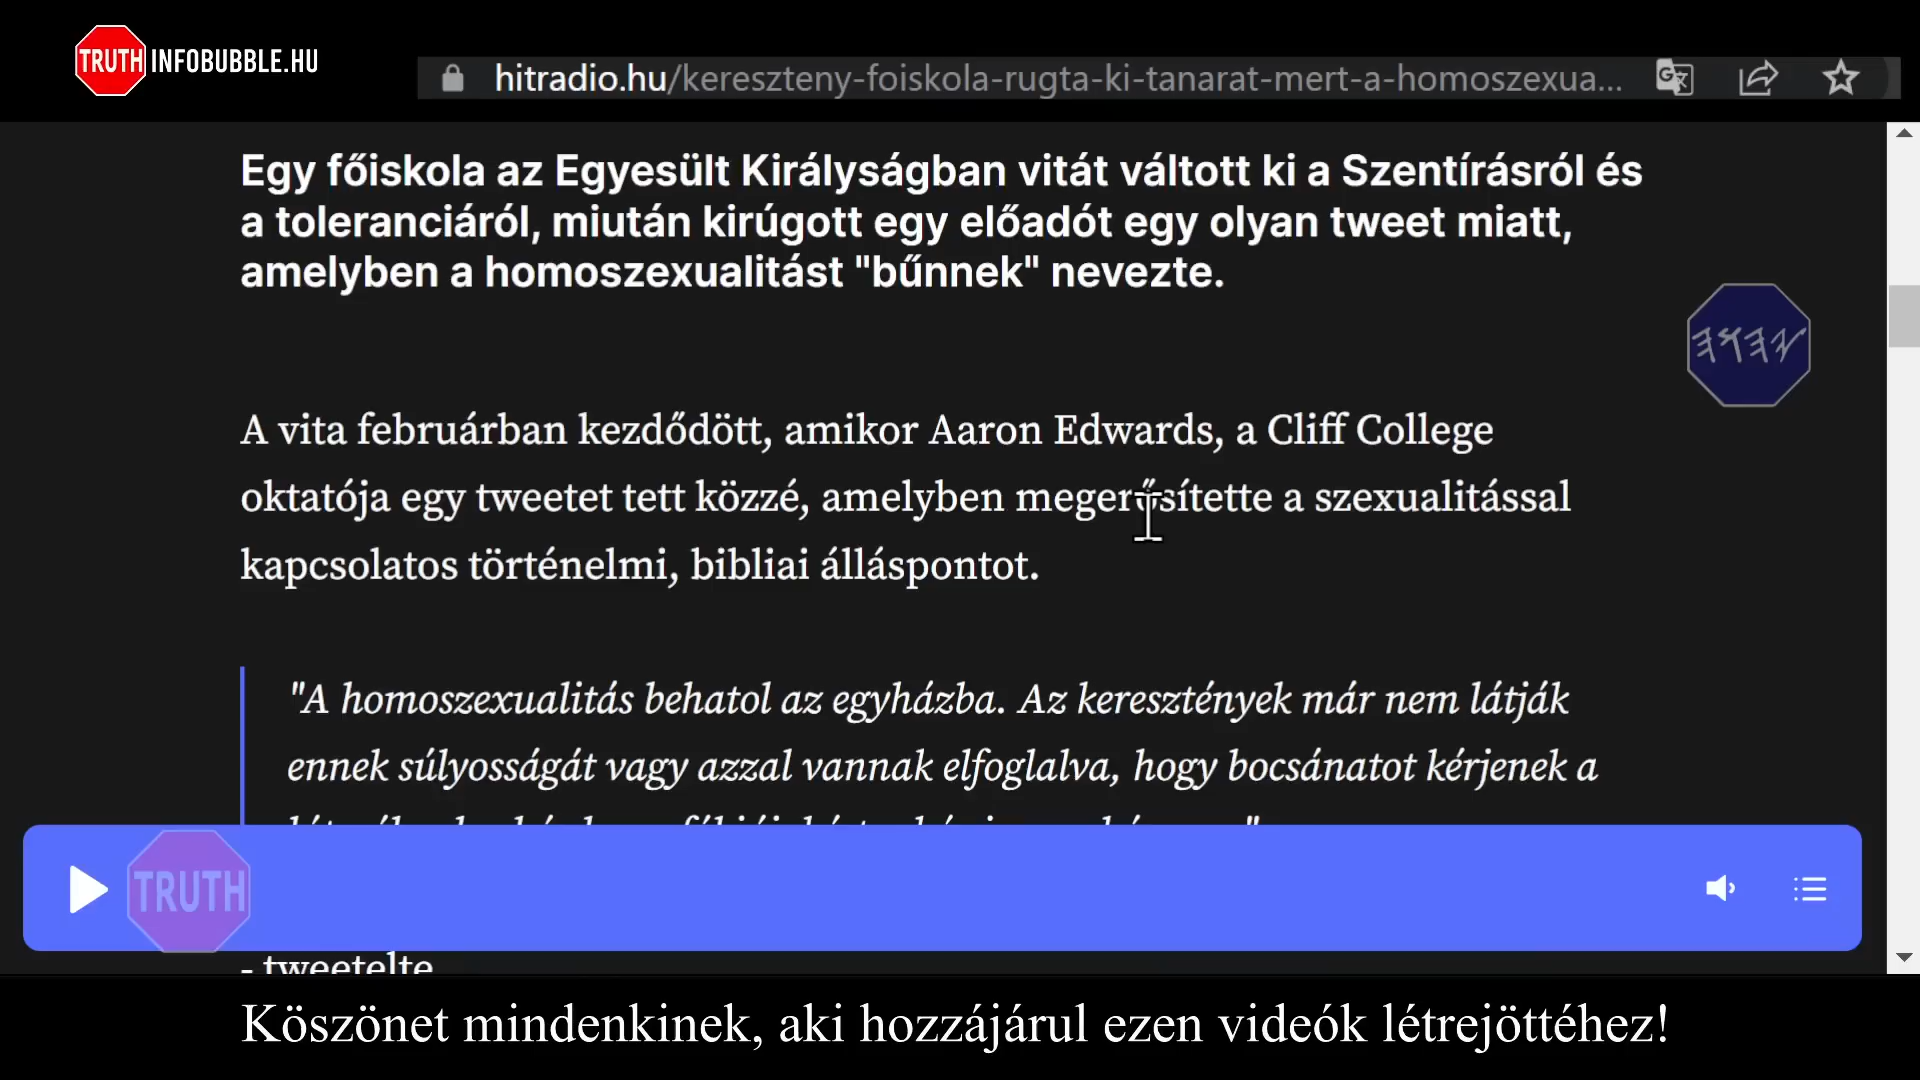 TRUTH INFOBUBBLE.HU
hitradio.hu/kereszteny-foiskola-rugta-ki-tanarat-mert-a-homoszexua...
Egy főiskola az Egyesült Királyságban vitát váltott ki a Szentírásról és
a toleranciáról, miután kirúgott egy előadót egy olyan tweet miatt,
amelyben a homoszexualitást "bűnnek" nevezte.
A vita februárban kezdődött, amikor Aaron Edwards, a Cliff College
oktatója egy tweetet tett közzé, amelyben megerősítette a szexualitással
kapcsolatos történelmi, bibliai álláspontot.
"A homoszexualitás behatol az egyházba. Az keresztények már nem látják
ennek súlyosságát vagy azzal vannak elfoglalva, hogy bocsánatot kérjenek a
TRUTH
- tweetelte
Köszönet mindenkinek, aki hozzájárul ezen videók létrejöttéhez!